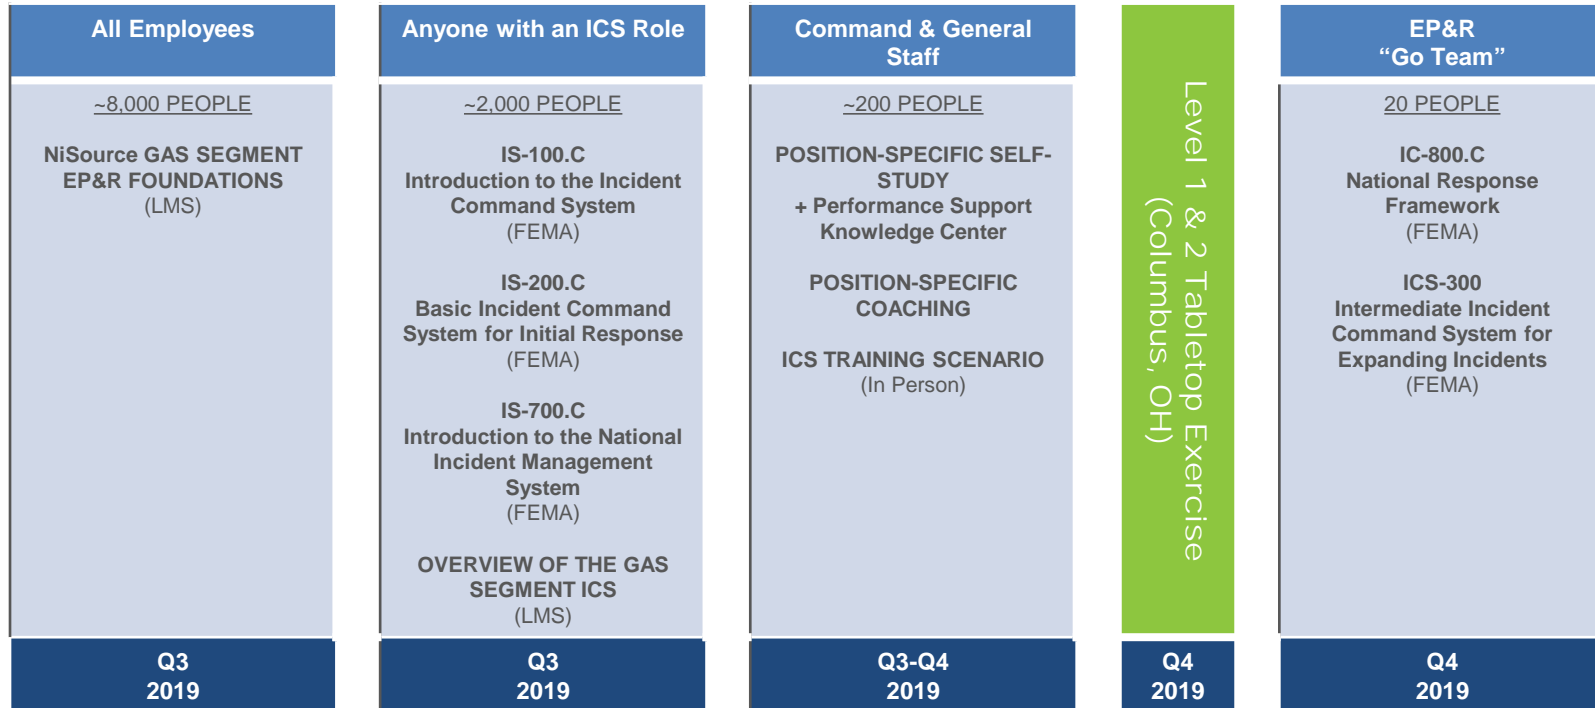 All Employees
~8,000 PEOPLE
NiSource GAS SEGMENT
EP&R FOUNDATIONS
(LMS)
Q3
2019
Anyone with an ICS Role
~2,000 PEOPLE
IS-100.C
Introduction to the Incident
Command System
(FEMA)
IS-200.C
Basic Incident Command
System for Initial Response
(FEMA)
IS-700.C
Introduction to the National
Incident Management
System
(FEMA)
OVERVIEW OF THE GAS
SEGMENT ICS
(LMS)
Q3
2019
Command & General
Staff
~200 PEOPLE
POSITION-SPECIFIC SELF-
STUDY
+ Performance Support
Knowledge Center
POSITION-SPECIFIC
COACHING
ICS TRAINING SCENARIO
(In Person)
Q3-Q4
2019
Level 1 & 2 Tabletop Exercise
(Columbus, OH)
Q4
2019
EP&R
“Go Team”
20 PEOPLE
IC-800.C
National Response
Framework
(FEMA)
ICS-300
Intermediate Incident
Command System for
Expanding Incidents
(FEMA)
Q4
2019